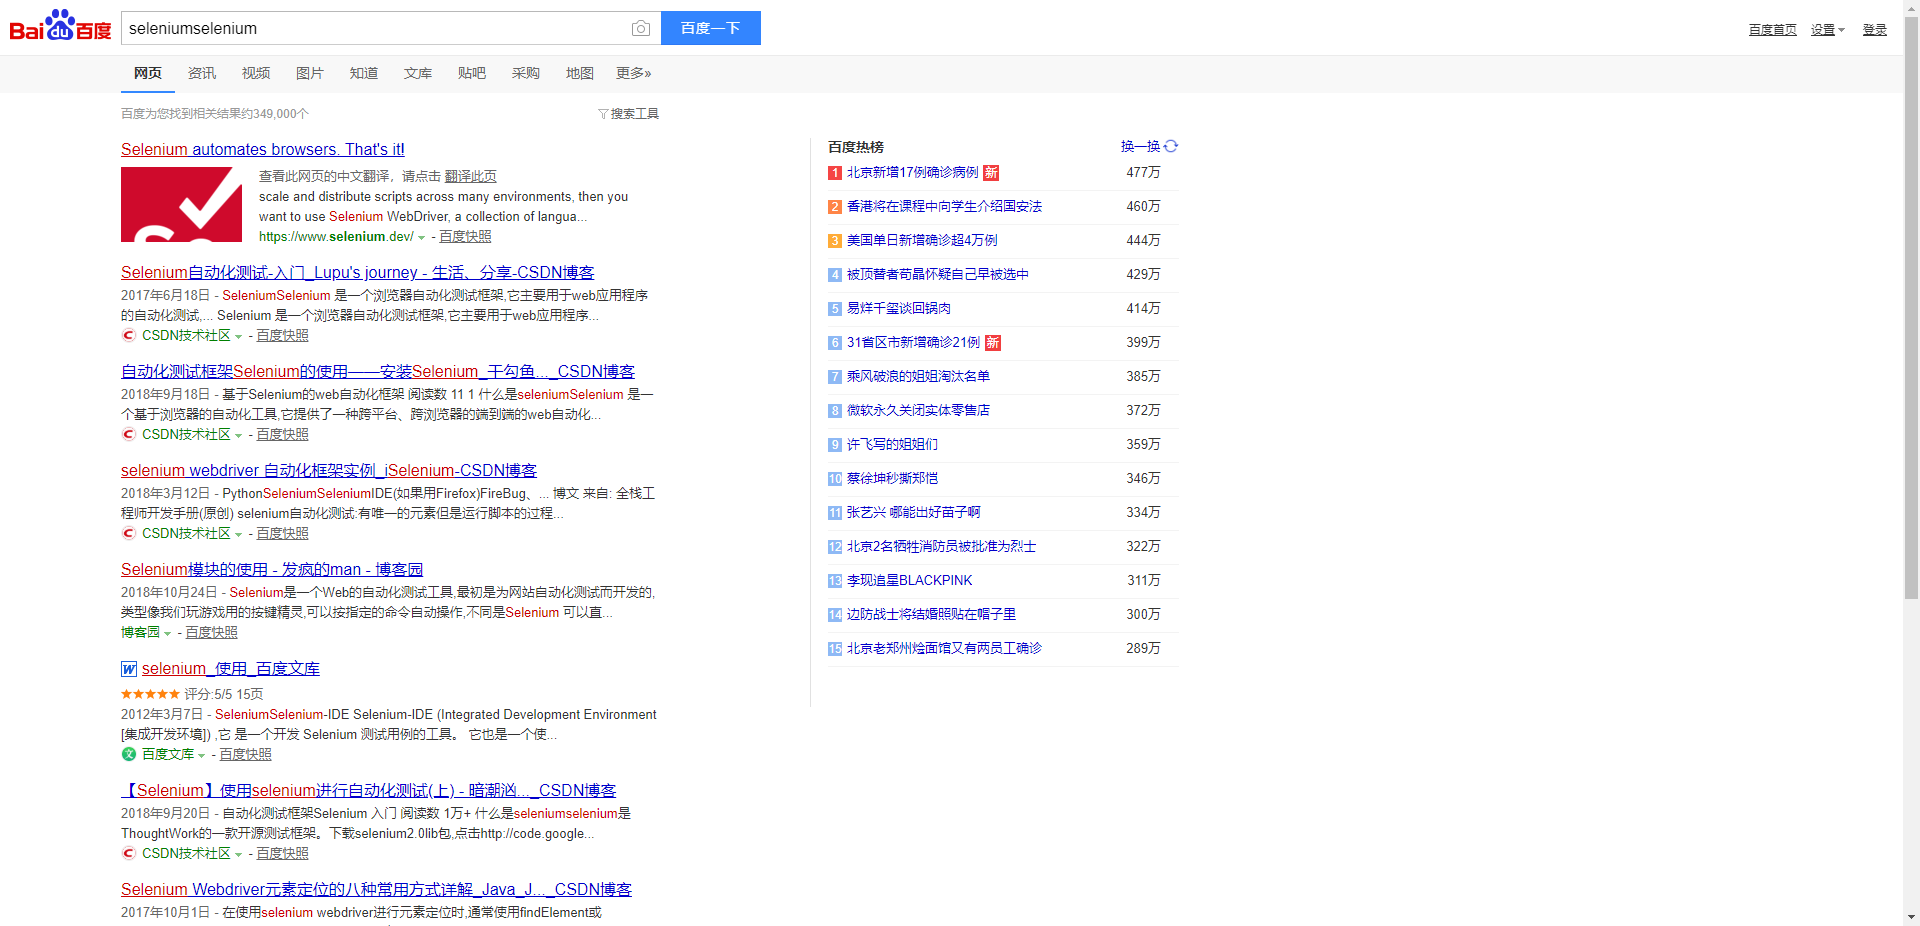 Bai du 百度
seleniumselenium
百度一下
百度首页 设置 登录
网页 资讯 视频 图片 知道 文库 贴吧 采购 地图 更多»
百度为您找到相关结果约349,000个
搜索工具
Selenium automates browsers. That's it!
查看此网页的中文翻译，请点击 翻译此页
scale and distribute scripts across many environments, then you
want to use Selenium WebDriver, a collection of langua...
https://www.selenium.dev/ - 百度快照
Selenium自动化测试-入门_Lupu's journey - 生活、分享-CSDN博客
2017年6月18日 - SeleniumSelenium 是一个浏览器自动化测试框架,它主要用于web应用程序
的自动化测试,... Selenium 是一个浏览器自动化测试框架,它主要用于web应用程序...
CSDN技术社区 - 百度快照
自动化测试框架Selenium的使用——安装Selenium_干勾鱼..._CSDN博客
2018年9月18日 - 基于Selenium的web自动化框架 阅读数 11 1 什么是seleniumSelenium 是一
个基于浏览器的自动化工具,它提供了一种跨平台、跨浏览器的端到端的web自动化...
CSDN技术社区 - 百度快照
selenium webdriver 自动化框架实例_iSelenium-CSDN博客
2018年3月12日 - PythonSeleniumSeleniumIDE(如果用Firefox)FireBug、... 博文 来自: 全栈工
程师开发手册(原创) selenium自动化测试:有唯一的元素但是运行脚本的过程...
CSDN技术社区 - 百度快照
Selenium模块的使用 - 发疯的man - 博客园
2018年10月24日 - Selenium是一个Web的自动化测试工具,最初是为网站自动化测试而开发的,
类型像我们玩游戏用的按键精灵,可以按指定的命令自动操作,不同是Selenium 可以直...
博客园 - 百度快照
W selenium_使用_百度文库
★★★★★ 评分:5/5 15页
2012年3月7日 - SeleniumSelenium-IDE Selenium-IDE (Integrated Development Environment
[集成开发环境]) ,它 是一个开发 Selenium 测试用例的工具。 它也是一个使...
文 百度文库 - 百度快照
【Selenium】使用selenium进行自动化测试(上) - 暗潮汹..._CSDN博客
2018年9月20日 - 自动化测试框架Selenium 入门 阅读数 1万+ 什么是seleniumselenium是
ThoughtWork的一款开源测试框架。下载selenium2.0lib包,点击http://code.google...
CSDN技术社区 - 百度快照
Selenium Webdriver元素定位的八种常用方式详解_Java_J..._CSDN博客
2017年10月1日 - 在使用selenium webdriver进行元素定位时,通常使用findElement或
百度热榜 换一换
1 北京新增17例确诊病例 新 477万
2 香港将在课程中向学生介绍国安法 460万
3 美国单日新增确诊超4万例 444万
4 被顶替者苟晶怀疑自己早被选中 429万
5 易烊千玺谈回锅肉 414万
6 31省区市新增确诊21例 新 399万
7 乘风破浪的姐姐淘汰名单 385万
8 微软永久关闭实体零售店 372万
9 许飞写的姐姐们 359万
10 蔡徐坤秒撕郑恺 346万
11 张艺兴 哪能出好苗子啊 334万
12 北京2名牺牲消防员被批准为烈士 322万
13 李现追星BLACKPINK 311万
14 边防战士将结婚照贴在帽子里 300万
15 北京老郑州烩面馆又有两员工确诊 289万